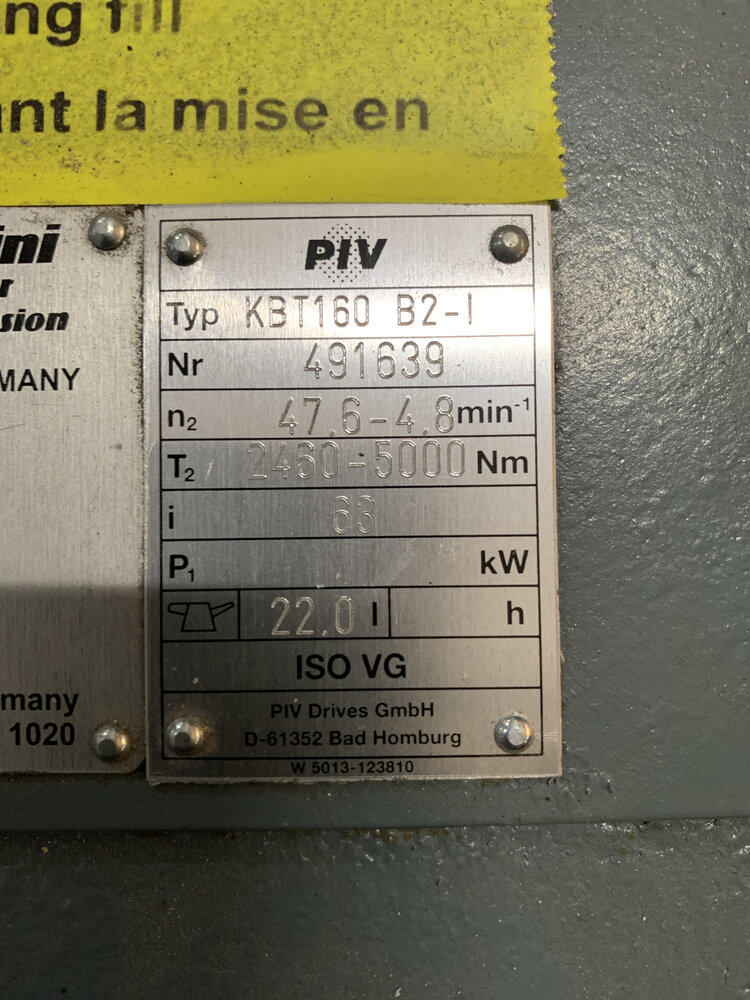 ng fill
ant la mise en
ini
r
sion
MANY
many
1020
PIV
Typ KBT160 B2-I
Nr 491639
n2 47.6-4.8 min-1
T2 2460-5000 Nm
i 63
P1 kW
22.0 l h
ISO VG
PIV Drives GmbH
D-61352 Bad Homburg
W 5013-123810